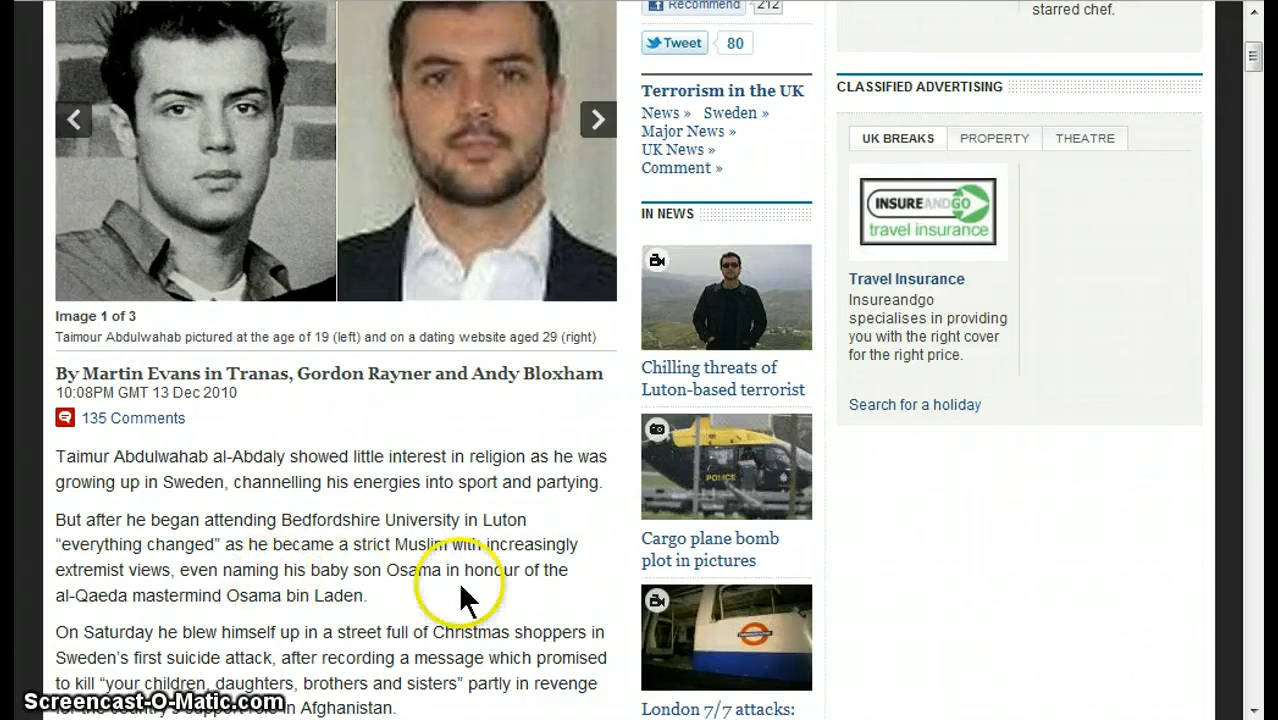 Recommend 212
Tweet 80
starred chef.
Terrorism in the UK
News » Sweden »
Major News »
UK News »
Comment »
CLASSIFIED ADVERTISING
UK BREAKS PROPERTY THEATRE
INSUREANDGO
travel insurance
Travel Insurance
Insureandgo
specialises in providing
you with the right cover
for the right price.
Search for a holiday
IN NEWS
Chilling threats of
Luton-based terrorist
POLICE
Cargo plane bomb
plot in pictures
London 7/7 attacks:
Image 1 of 3
Taimour Abdulwahab pictured at the age of 19 (left) and on a dating website aged 29 (right)
By Martin Evans in Tranas, Gordon Rayner and Andy Bloxham
10:08PM GMT 13 Dec 2010
135 Comments
Taimur Abdulwahab al-Abdaly showed little interest in religion as he was
growing up in Sweden, channelling his energies into sport and partying.
But after he began attending Bedfordshire University in Luton
“everything changed” as he became a strict Muslim with increasingly
extremist views, even naming his baby son Osama in honour of the
al-Qaeda mastermind Osama bin Laden.
On Saturday he blew himself up in a street full of Christmas shoppers in
Sweden’s first suicide attack, after recording a message which promised
to kill “your children, daughters, brothers and sisters” partly in revenge
for the country’s support role in Afghanistan.
Screencast-O-Matic.com